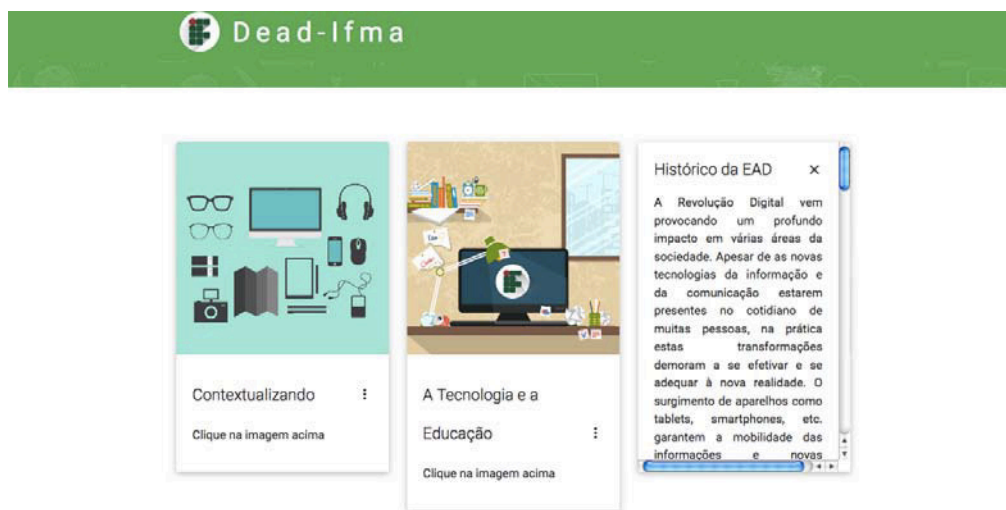 Dead-Ifma
Contextualizando
Clique na imagem acima
A Tecnologia e a
Educação
Clique na imagem acima
Histórico da EAD
A Revolução Digital vem
provocando um profundo
impacto em várias áreas da
sociedade. Apesar de as novas
tecnologias da informação e
da comunicação estarem
presentes no cotidiano de
muitas pessoas, na prática
estas transformações
demoram a se efetivar e se
adequar à nova realidade. O
surgimento de aparelhos como
tablets, smartphones, etc.
garantem a mobilidade das
informações e novas